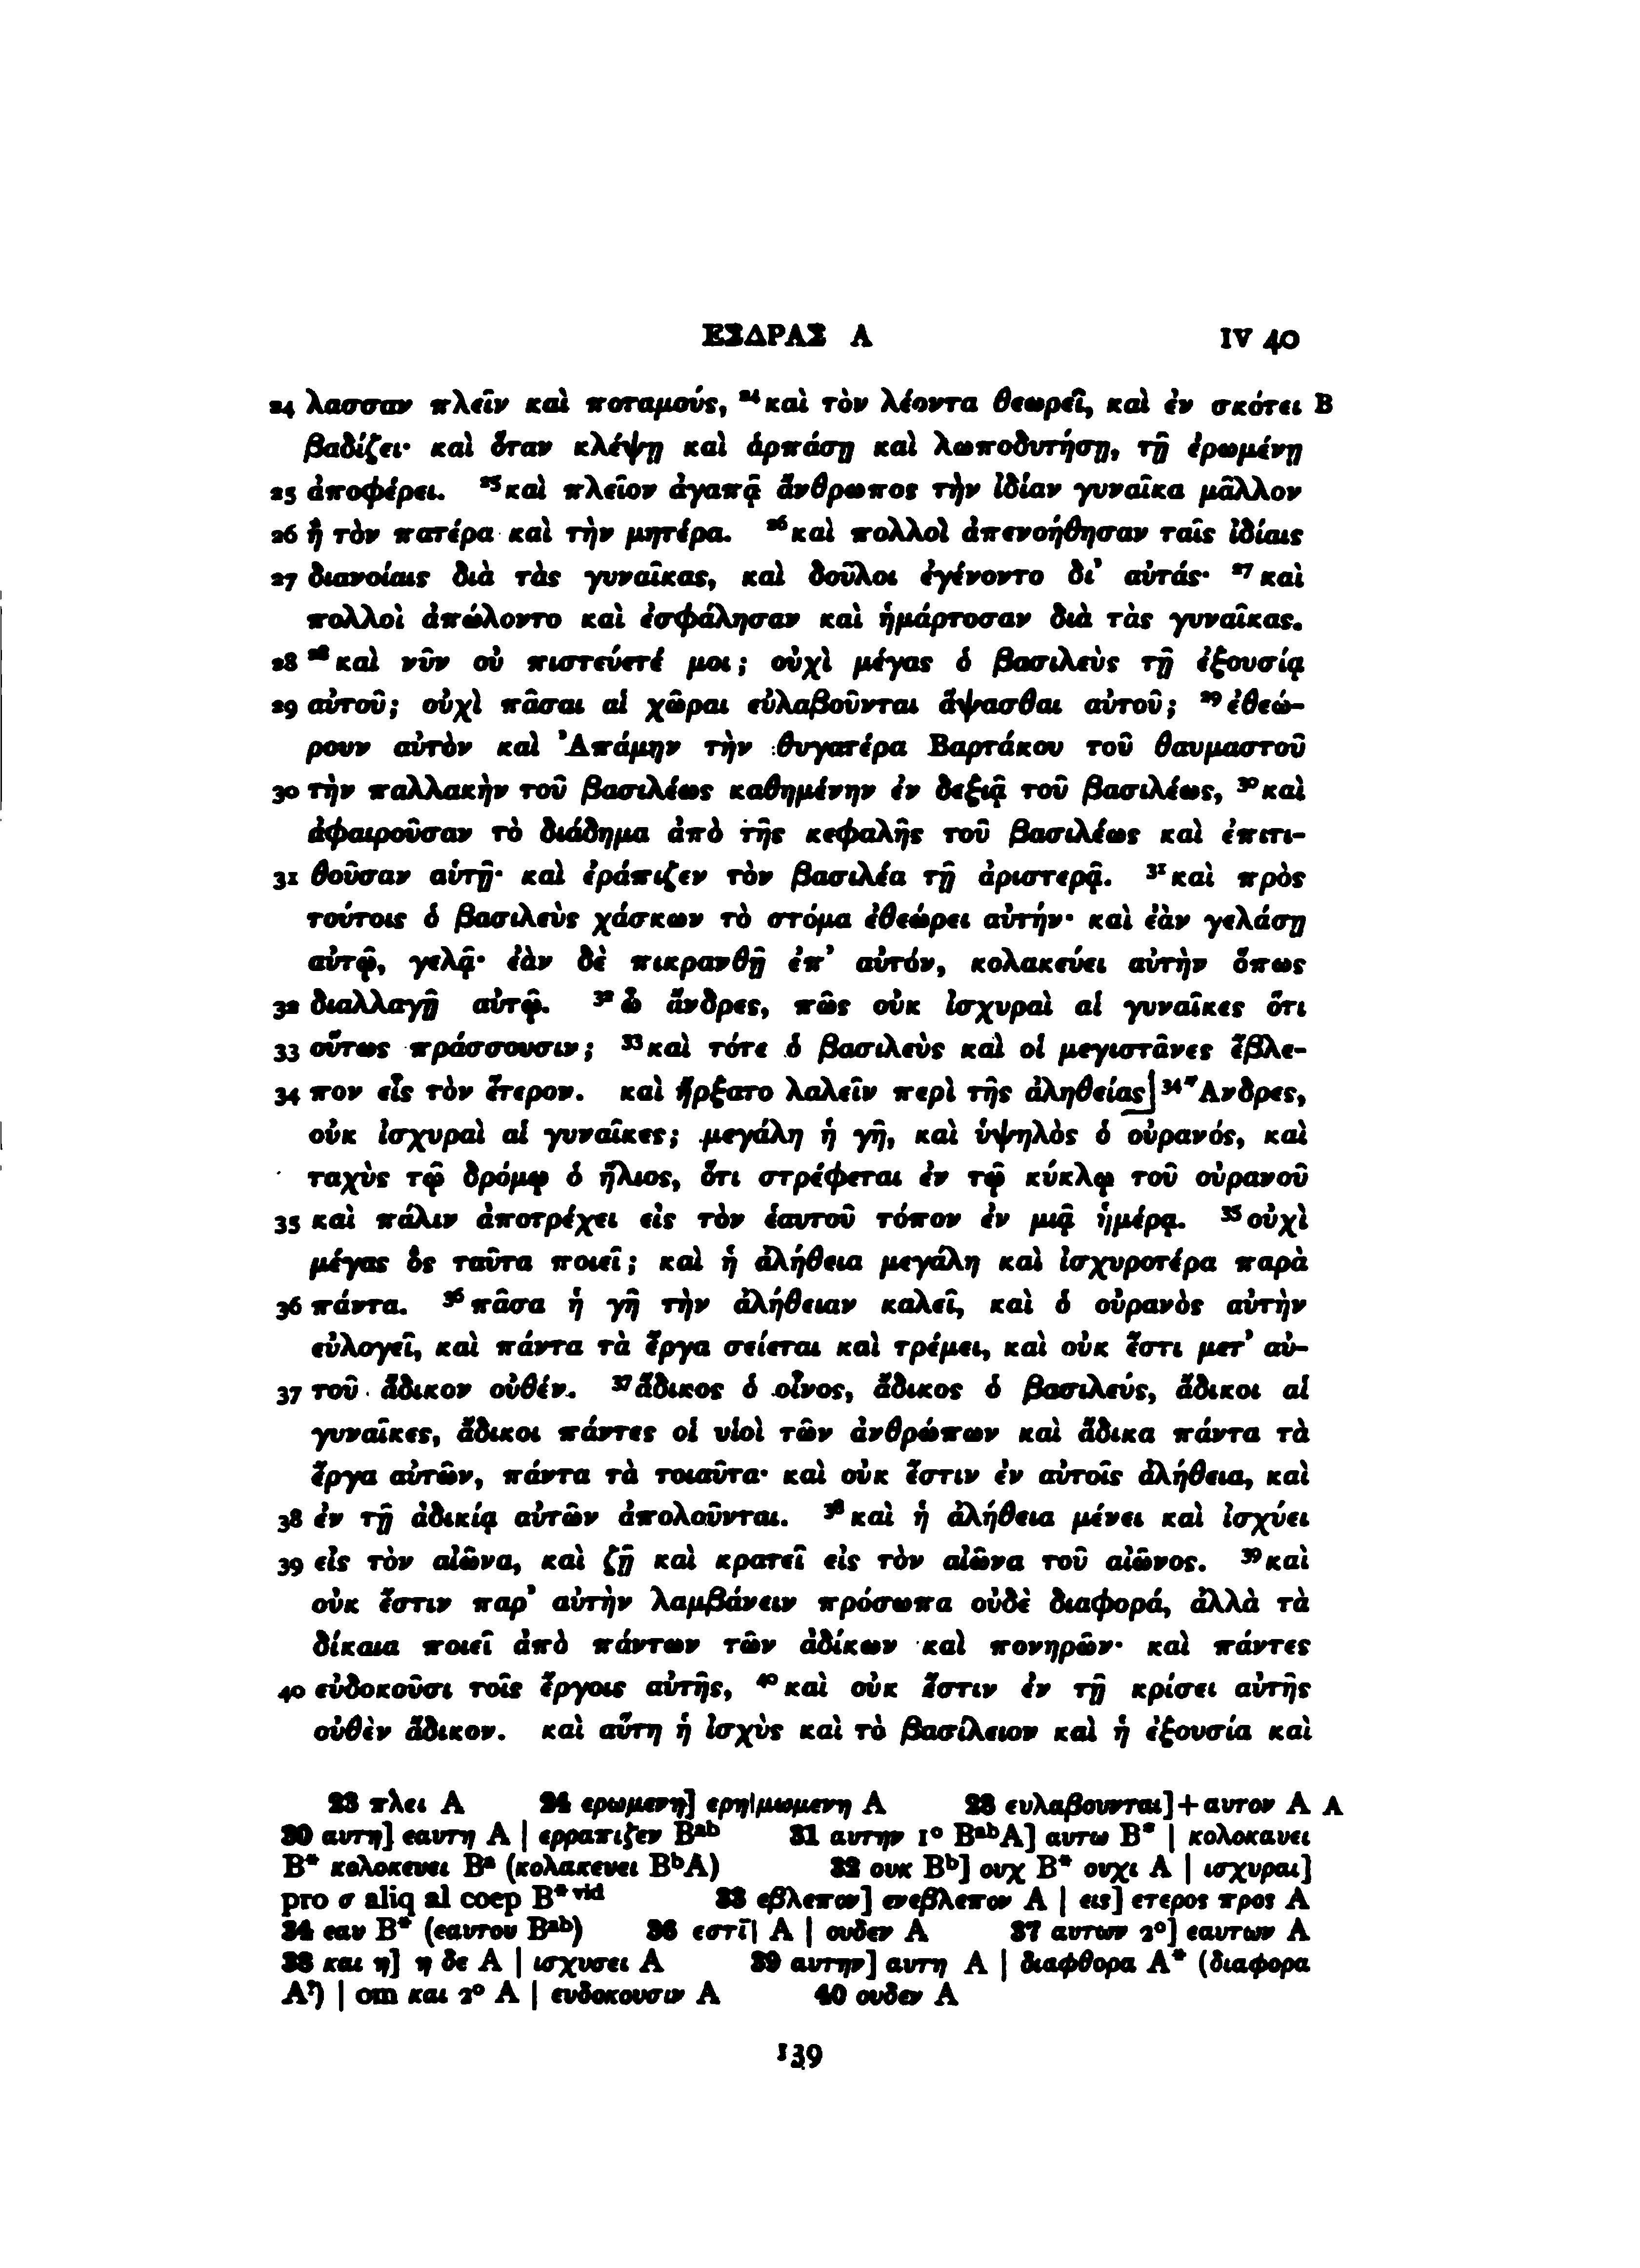 ΕΣΔΡΑΣ Α IV 40
24 λασσαν πλεῖν καὶ ποταμούς, ²⁴καὶ τὸν λέοντα θεωρεῖ, καὶ ἐν σκότει B
βαδίζει· καὶ ὅταν κλέψῃ καὶ ἁρπάσῃ καὶ λωποδυτήσῃ, τῇ ἐρωμένῃ
25 ἀποφέρει. ²⁵καὶ πλεῖον ἀγαπᾷ ἄνθρωπος τὴν ἰδίαν γυναῖκα μᾶλλον
26 ἢ τὸν πατέρα καὶ τὴν μητέρα. ²⁶καὶ πολλοὶ ἀπενοήθησαν ταῖς ἰδίαις
27 διανοίαις διὰ τὰς γυναῖκας, καὶ δοῦλοι ἐγένοντο δι᾽ αὐτάς· ²⁷καὶ
πολλοὶ ἀπώλοντο καὶ ἐσφάλησαν καὶ ἡμάρτοσαν διὰ τὰς γυναῖκας.
28 ²⁸καὶ νῦν οὐ πιστεύετέ μοι; οὐχὶ μέγας ὁ βασιλεὺς τῇ ἐξουσίᾳ
29 αὐτοῦ; οὐχὶ πᾶσαι αἱ χῶραι εὐλαβοῦνται ἅψασθαι αὐτοῦ; ²⁹ἐθεώ-
ρουν αὐτὸν καὶ Ἀπάμην τὴν θυγατέρα Βαρτάκου τοῦ θαυμαστοῦ
30 τὴν παλλακὴν τοῦ βασιλέως καθημένην ἐν δεξιᾷ τοῦ βασιλέως, ³⁰καὶ
ἀφαιροῦσαν τὸ διάδημα ἀπὸ τῆς κεφαλῆς τοῦ βασιλέως καὶ ἐπιτι-
31 θοῦσαν αὑτῇ· καὶ ἐράπιζεν τὸν βασιλέα τῇ ἀριστερᾷ. ³¹καὶ πρὸς
τούτοις ὁ βασιλεὺς χάσκων τὸ στόμα ἐθεώρει αὐτήν· καὶ ἐὰν γελάσῃ
αὐτῷ, γελᾷ· ἐὰν δὲ πικρανθῇ ἐπ᾽ αὐτόν, κολακεύει αὐτὴν ὅπως
32 διαλλαγῇ αὐτῷ. ³²ὦ ἄνδρες, πῶς οὐκ ἰσχυραὶ αἱ γυναῖκες ὅτι
33 οὕτως πράσσουσιν; ³³καὶ τότε ὁ βασιλεὺς καὶ οἱ μεγιστᾶνες ἔβλε-
34 πον εἷς τὸν ἕτερον. καὶ ἤρξατο λαλεῖν περὶ τῆς ἀληθείας ³⁴Ἄνδρες,
οὐκ ἰσχυραὶ αἱ γυναῖκες; μεγάλη ἡ γῆ, καὶ ὑψηλὸς ὁ οὐρανός, καὶ
ταχὺς τῷ δρόμῳ ὁ ἥλιος, ὅτι στρέφεται ἐν τῷ κύκλῳ τοῦ οὐρανοῦ
35 καὶ πάλιν ἀποτρέχει εἰς τὸν ἑαυτοῦ τόπον ἐν μιᾷ ἡμέρᾳ. ³⁵οὐχὶ
μέγας ὃς ταῦτα ποιεῖ; καὶ ἡ ἀλήθεια μεγάλη καὶ ἰσχυροτέρα παρὰ
36 πάντα. ³⁶πᾶσα ἡ γῆ τὴν ἀλήθειαν καλεῖ, καὶ ὁ οὐρανὸς αὐτὴν
εὐλογεῖ, καὶ πάντα τὰ ἔργα σείεται καὶ τρέμει, καὶ οὐκ ἔστι μετ᾽ αὐ-
37 τοῦ ἄδικον οὐθέν. ³⁷ἄδικος ὁ οἶνος, ἄδικος ὁ βασιλεύς, ἄδικοι αἱ
γυναῖκες, ἄδικοι πάντες οἱ υἱοὶ τῶν ἀνθρώπων καὶ ἄδικα πάντα τὰ
ἔργα αὐτῶν, πάντα τὰ τοιαῦτα· καὶ οὐκ ἔστιν ἐν αὐτοῖς ἀλήθεια, καὶ
38 ἐν τῇ ἀδικίᾳ αὐτῶν ἀπολοῦνται. ³⁸καὶ ἡ ἀλήθεια μένει καὶ ἰσχύει
39 εἰς τὸν αἰῶνα, καὶ ζῇ καὶ κρατεῖ εἰς τὸν αἰῶνα τοῦ αἰῶνος. ³⁹καὶ
οὐκ ἔστιν παρ᾽ αὐτὴν λαμβάνειν πρόσωπα οὐδὲ διαφορά, ἀλλὰ τὰ
δίκαια ποιεῖ ἀπὸ πάντων τῶν ἀδίκων καὶ πονηρῶν· καὶ πάντες
40 εὐδοκοῦσι τοῖς ἔργοις αὐτῆς, ⁴⁰καὶ οὐκ ἔστιν ἐν τῇ κρίσει αὐτῆς
οὐθὲν ἄδικον. καὶ αὕτη ἡ ἰσχὺς καὶ τὸ βασίλειον καὶ ἡ ἐξουσία καὶ
23 πλει A 24 ερωμενη] ερη|μωμενη A 28 ευλαβουνται]+αυτον A A
30 αυτη] εαυτη A | ερραπιζεν Bᵃᵇ 31 αυτην 1° BᵃᵇA] αυτω B* | κολοκαυει
B* κολοκευει Bᵃ (κολακευει BᵇA) 32 ουκ Bᵇ] ουχ B* ουχι A | ισχυραι]
pro σ aliq al coep B*ᵛⁱᵈ 33 εβλεπον] ενεβλεπον A | εις] ετερος προς A
34 εαν B* (εαυτου Bᵃᵇ) 36 εστῑ| A | ουδεν A 37 αυτων 2°] εαυτων A
38 και η] η δε A | ισχυσει A 39 αυτην] αυτη A | διαφθορα A* (διαφορα
A?) | om και 2° A | ευδοκουσιν A 40 ουδεν A
139